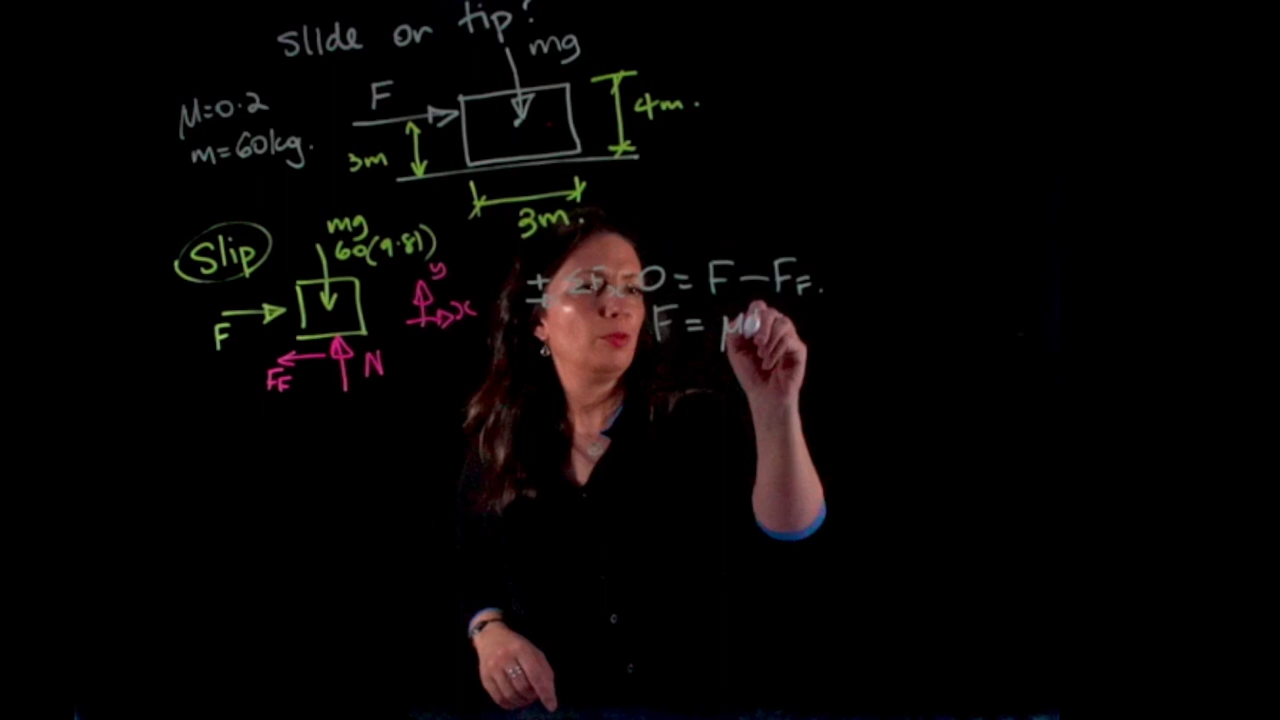 slide or tip?
mg
F
μ=0.2
m=60kg.
4m.
3m
3m.
Slip
mg
60(9.81)
F
y
x
FF
N
0 = F - FF.
F = μ